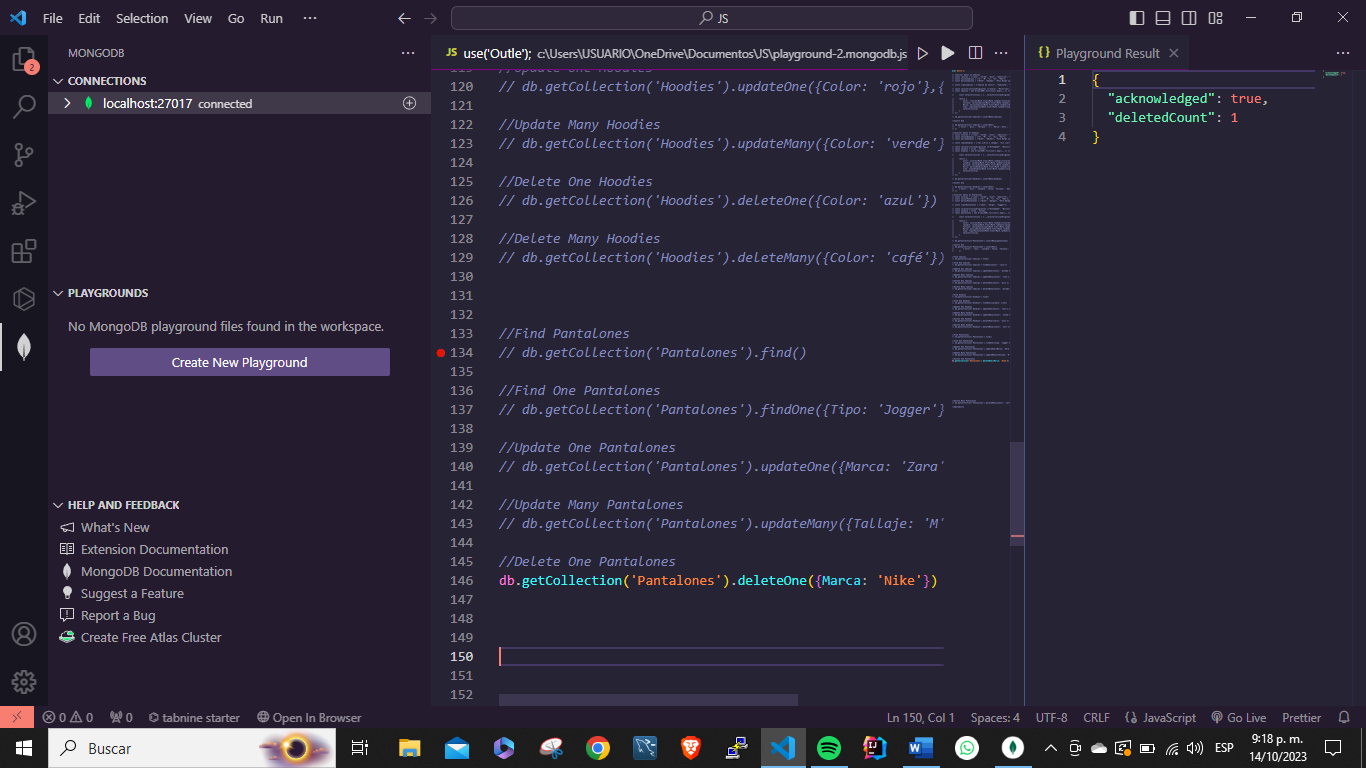 File Edit Selection View Go Run ··· JS
MONGODB ···
CONNECTIONS
localhost:27017 connected
PLAYGROUNDS
No MongoDB playground files found in the workspace.
Create New Playground
HELP AND FEEDBACK
What's New
Extension Documentation
MongoDB Documentation
Suggest a Feature
Report a Bug
Create Free Atlas Cluster
2
JS use('Outle'); c:\Users\USUARIO\OneDrive\Documentos\JS\playground-2.mongodb.js ···
119 //Update One Hoodies
120 // db.getCollection('Hoodies').updateOne({Color: 'rojo'},{
121
122 //Update Many Hoodies
123 // db.getCollection('Hoodies').updateMany({Color: 'verde'}
124
125 //Delete One Hoodies
126 // db.getCollection('Hoodies').deleteOne({Color: 'azul'})
127
128 //Delete Many Hoodies
129 // db.getCollection('Hoodies').deleteMany({Color: 'café'})
130
131
132
133 //Find Pantalones
134 // db.getCollection('Pantalones').find()
135
136 //Find One Pantalones
137 // db.getCollection('Pantalones').findOne({Tipo: 'Jogger'}
138
139 //Update One Pantalones
140 // db.getCollection('Pantalones').updateOne({Marca: 'Zara'
141
142 //Update Many Pantalones
143 // db.getCollection('Pantalones').updateMany({Tallaje: 'M'
144
145 //Delete One Pantalones
146 db.getCollection('Pantalones').deleteOne({Marca: 'Nike'})
147
148
149
150
151
152
{} Playground Result ···
1 {
2 "acknowledged": true,
3 "deletedCount": 1
4 }
0 0 0 tabnine starter Open In Browser Ln 150, Col 1 Spaces: 4 UTF-8 CRLF JavaScript Go Live Prettier
Buscar
ESP
9:18 p. m.
14/10/2023